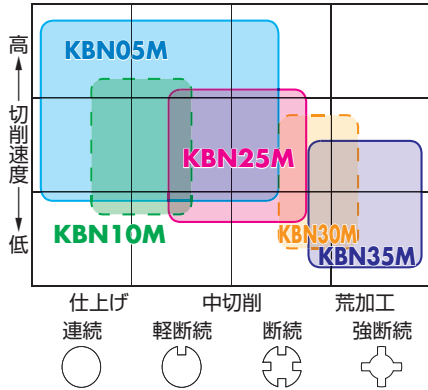 高
切削速度
低
KBN05M
KBN25M
KBN10M
KBN30M
KBN35M
仕上げ 中切削 荒加工
連続 軽断続 断続 強断続